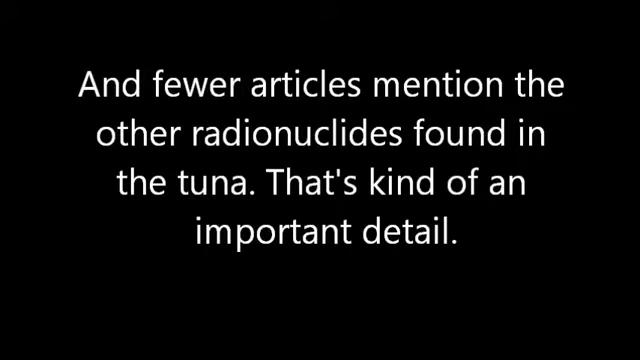 And fewer articles mention the
other radionuclides found in
the tuna. That's kind of an
important detail.